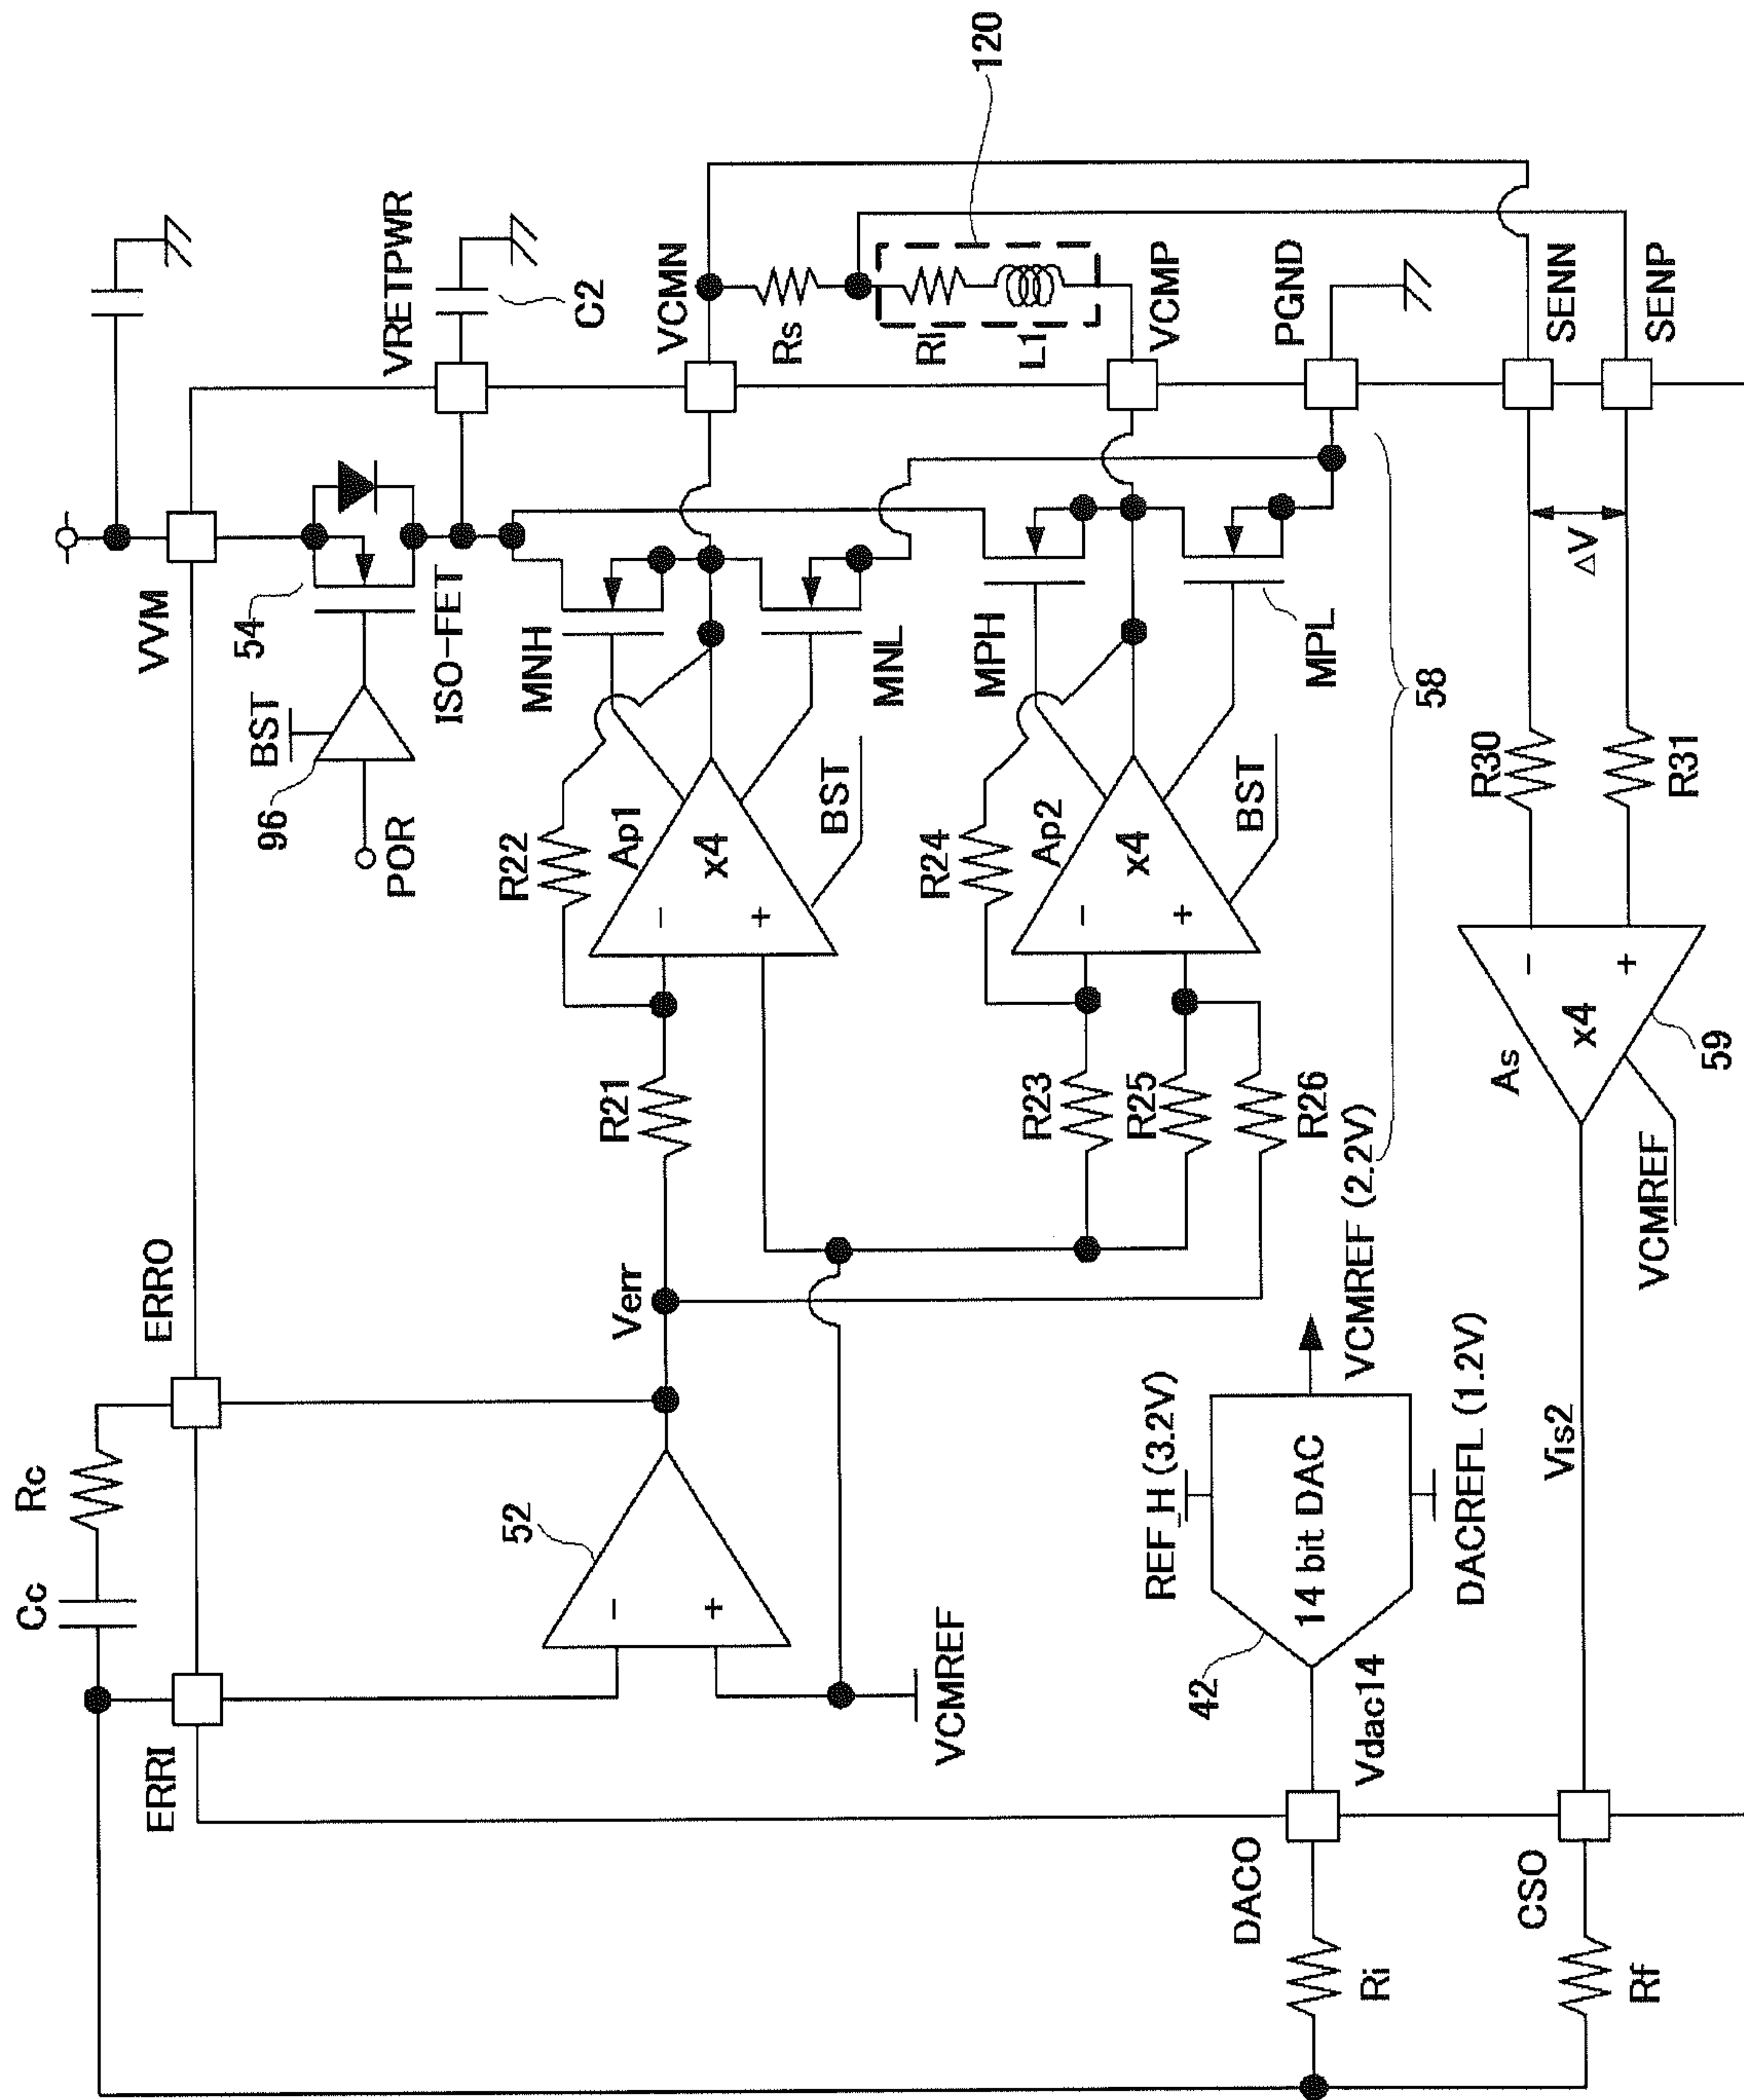 120
VRETPWR
C2
VCMN
Rs
Rl
L1
VCMP
PGND
SENN
SENP
VVM
54
ISO-FET
BST
96
POR
MNH
MNL
MPH
MPL
58
ΔV
R22
Ap1
x4
-
+
BST
R24
Ap2
x4
-
+
BST
R30
R31
-
+
As
x4
59
VCMREF
R21
R23
R25
R26
ERRO
Verr
Rc
Cc
ERRI
52
-
+
VCMREF
VCMREF (2.2V)
REF_H (3.2V)
14 bit DAC
DACREFL (1.2V)
42
Vdac14
Vis2
DACO
CSO
Ri
Rf